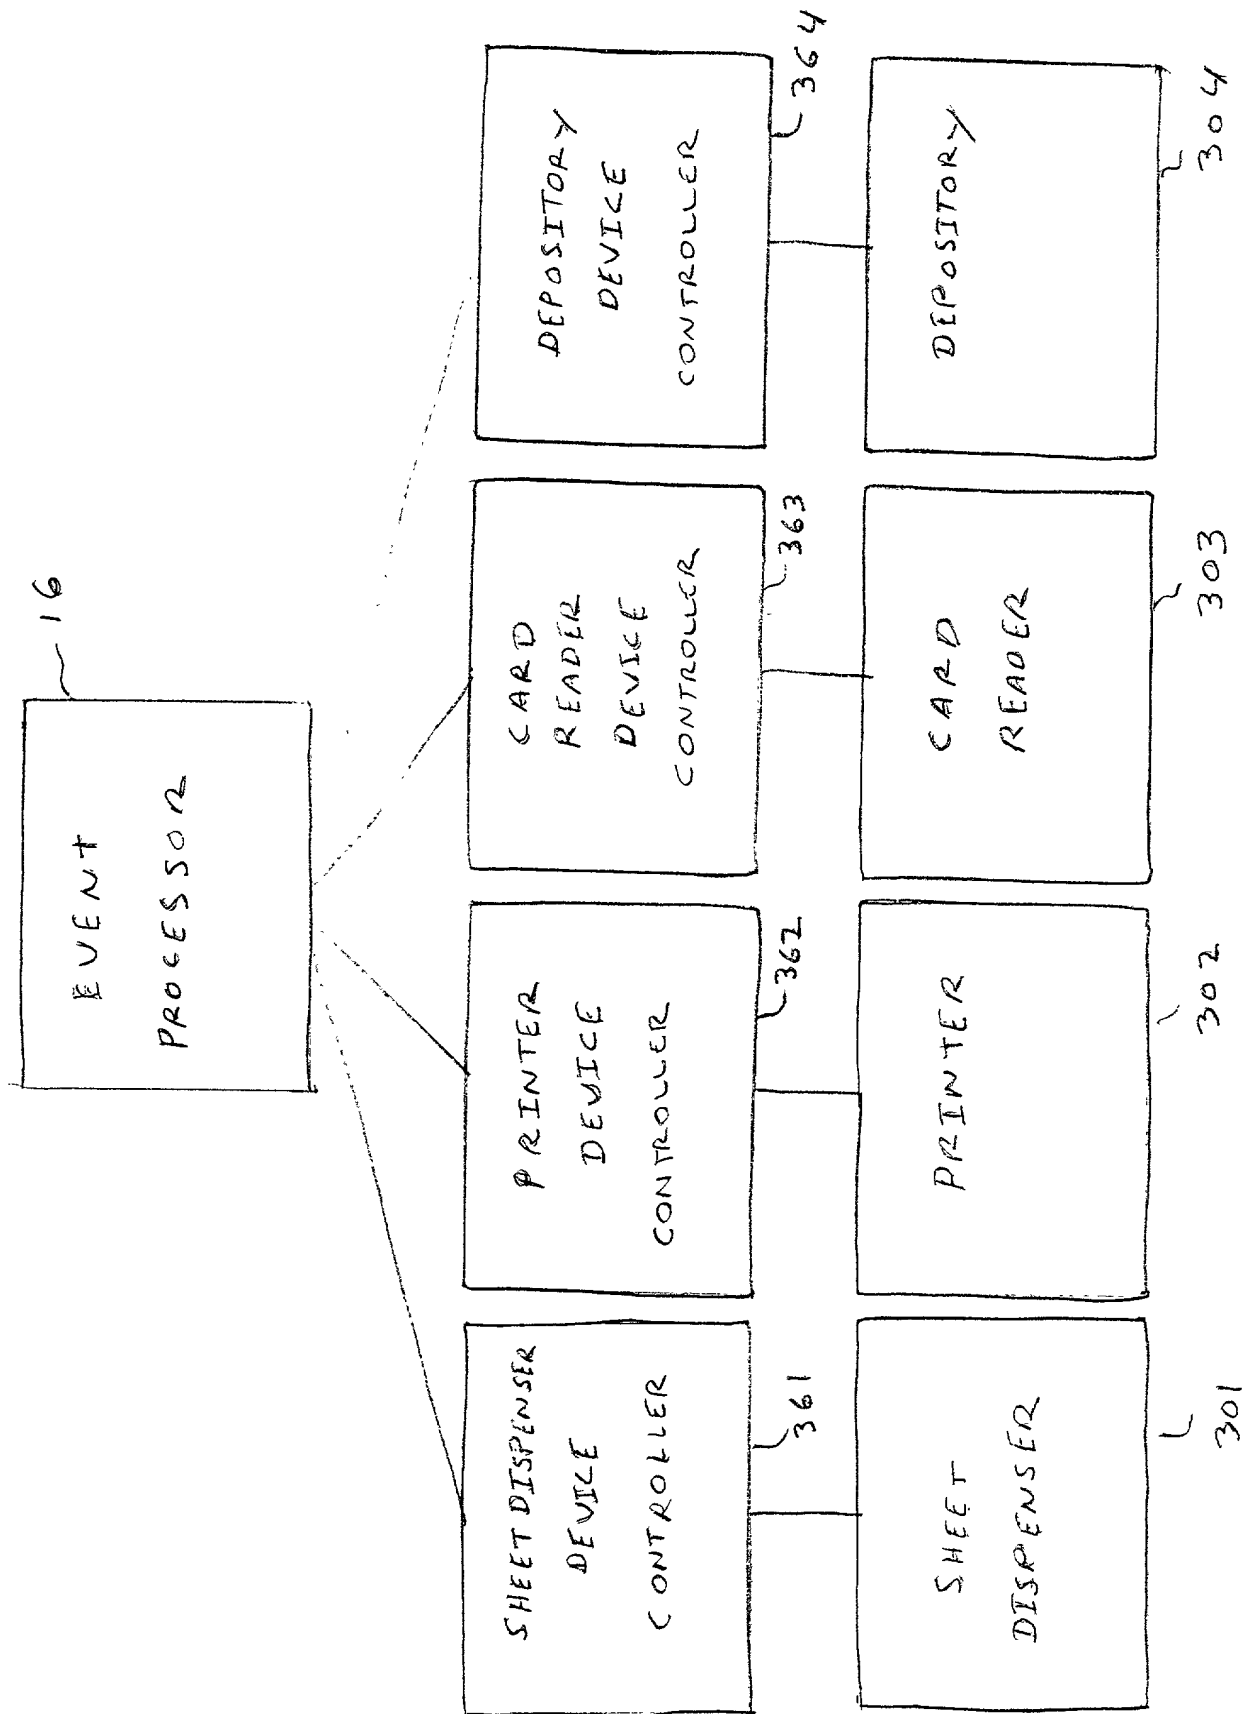 EVENT
PROCESSOR
16
SHEET DISPENSER
DEVICE
CONTROLLER
361
PRINTER
DEVICE
CONTROLLER
362
CARD
READER
DEVICE
CONTROLLER
363
DEPOSITORY
DEVICE
CONTROLLER
364
SHEET
DISPENSER
301
PRINTER
302
CARD
READER
303
DEPOSITORY
304